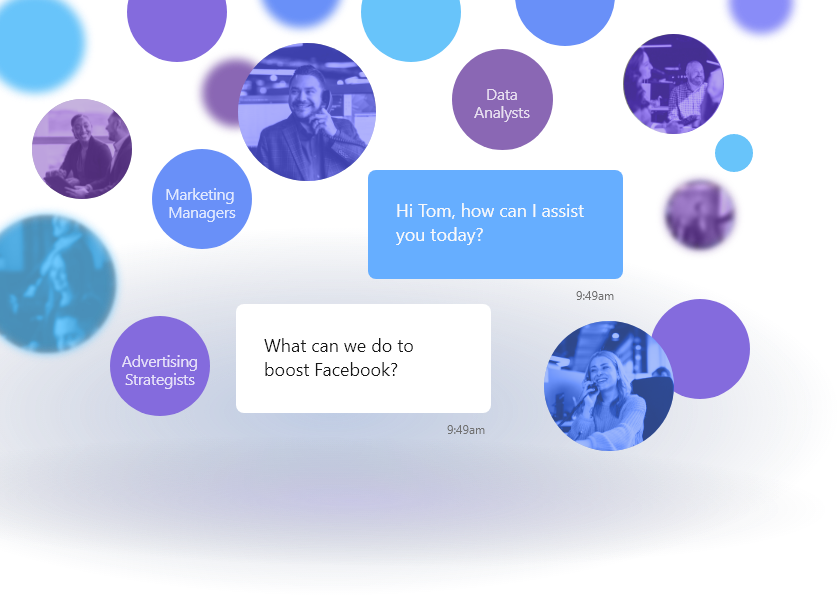 Data
Analysts
Marketing
Managers
Hi Tom, how can I assist
you today?
9:49am
What can we do to
boost Facebook?
9:49am
Advertising
Strategists